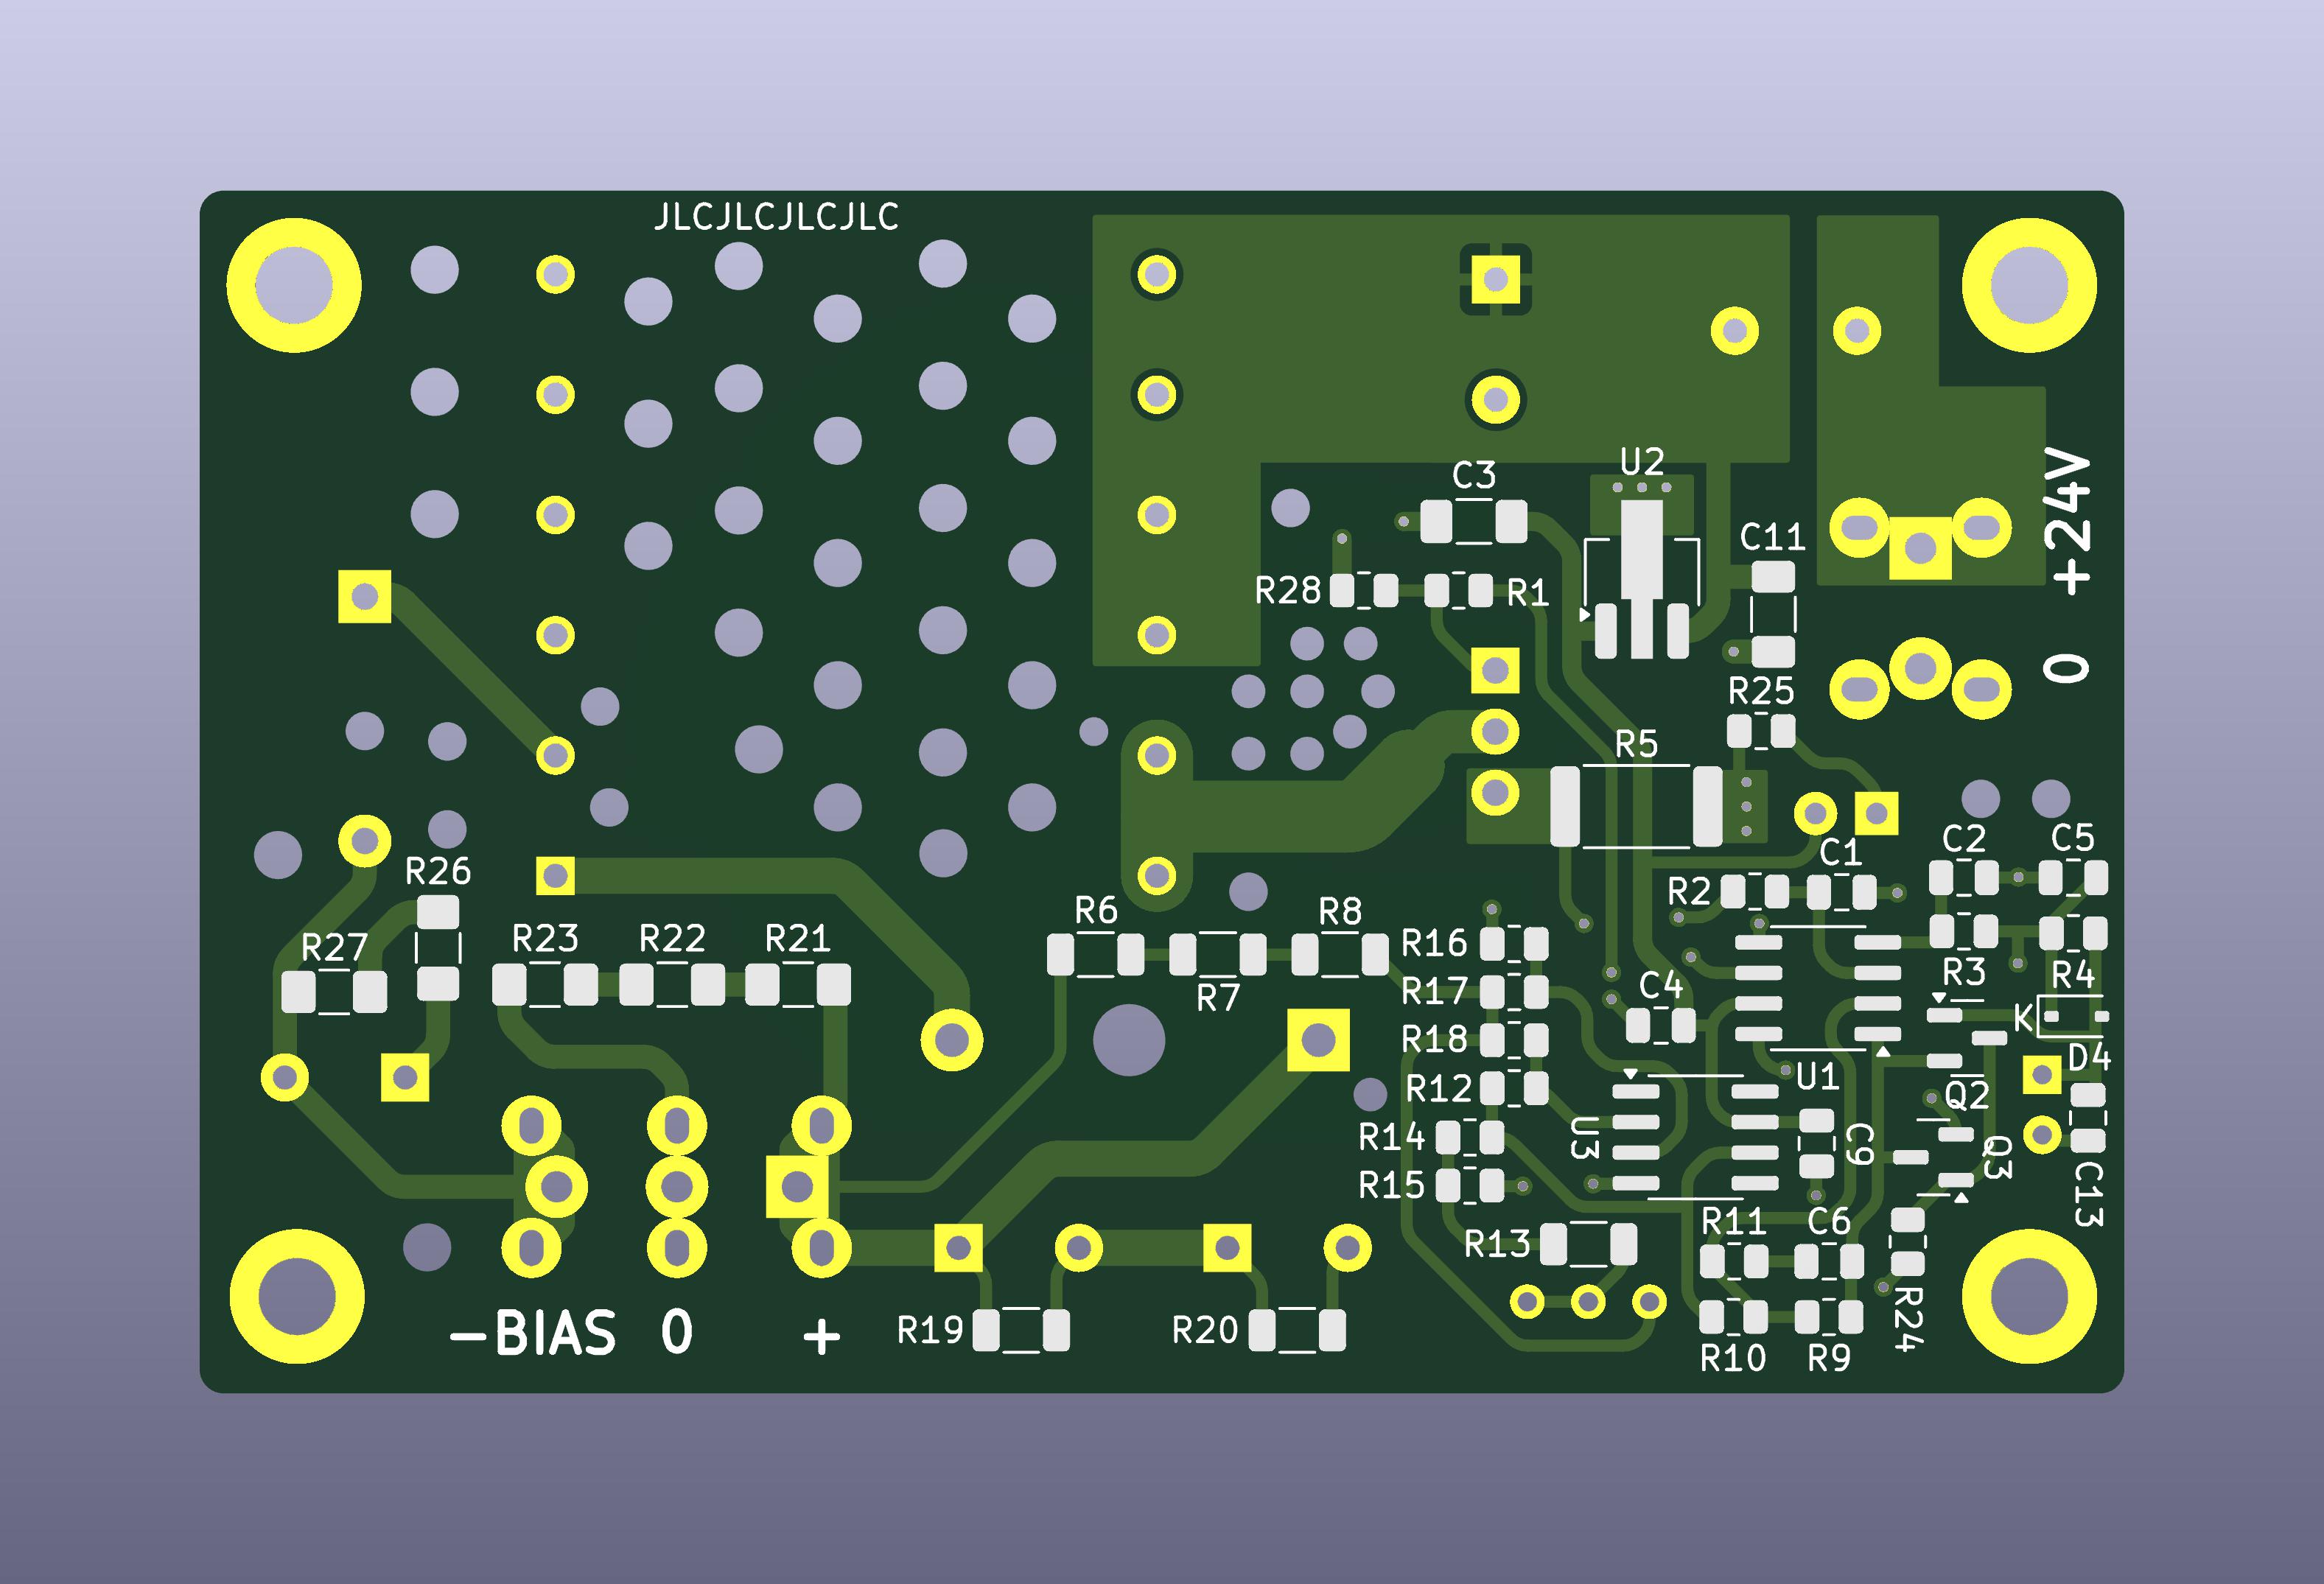 JLCJLCJLCJLC
U2
C3
+24V
C11
R28
R1
0
R25
R5
C2
C5
C1
R26
R2
R6
R8
R27
R23
R22
R21
R16
R3
R4
R17
R7
C4
K
R18
D4
U1
R12
Q2
R14
U3
C9
Q3
R15
C13
R11
C6
R13
R24
-BIAS 0 +
R19
R20
R10
R9